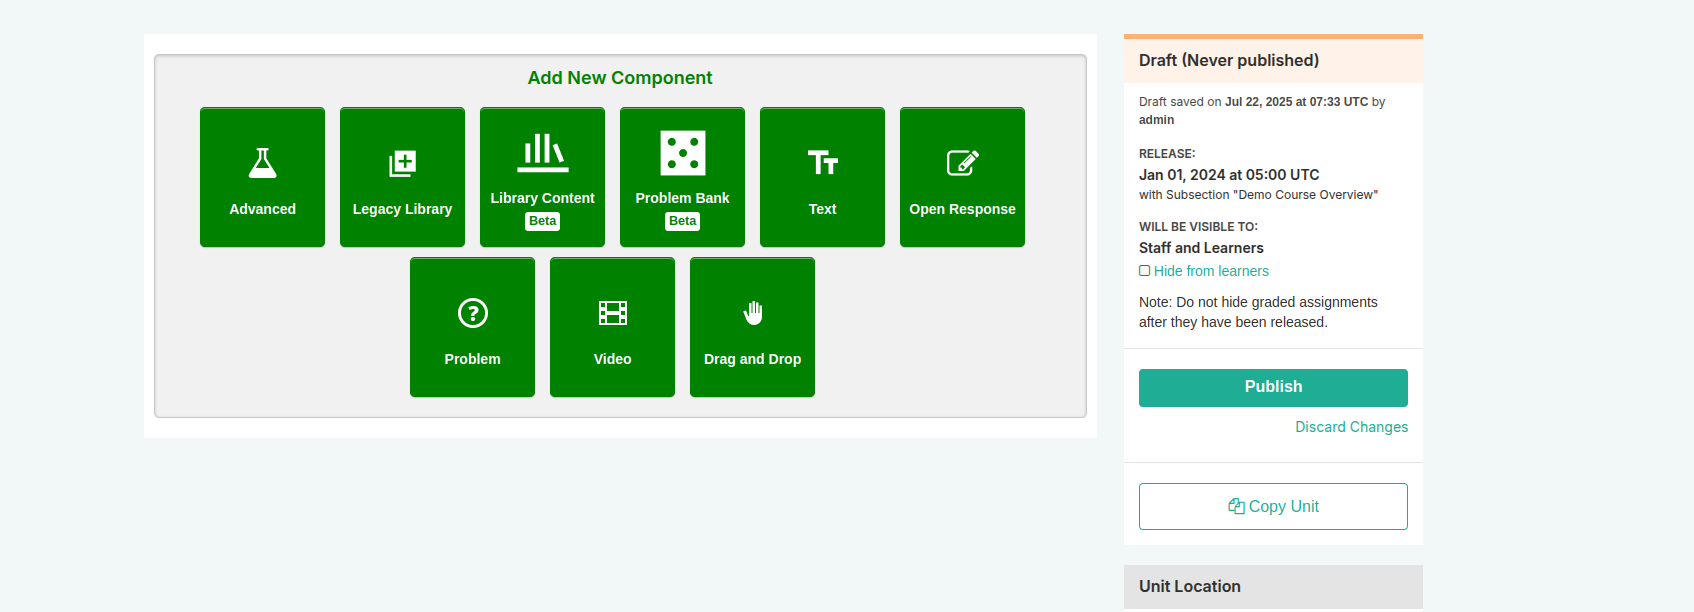 Add New Component
Advanced
Legacy Library
Library Content
Beta
Problem Bank
Beta
Text
Open Response
Problem
Video
Drag and Drop
Draft (Never published)
Draft saved on Jul 22, 2025 at 07:33 UTC by
admin
RELEASE:
Jan 01, 2024 at 05:00 UTC
with Subsection "Demo Course Overview"
WILL BE VISIBLE TO:
Staff and Learners
Hide from learners
Note: Do not hide graded assignments
after they have been released.
Publish
Discard Changes
Copy Unit
Unit Location